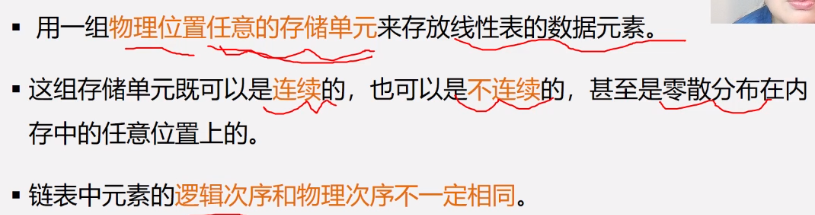 ▪ 用一组物理位置任意的存储单元来存放线性表的数据元素。
▪ 这组存储单元既可以是连续的，也可以是不连续的，甚至是零散分布在内
存中的任意位置上的。
▪ 链表中元素的逻辑次序和物理次序不一定相同。